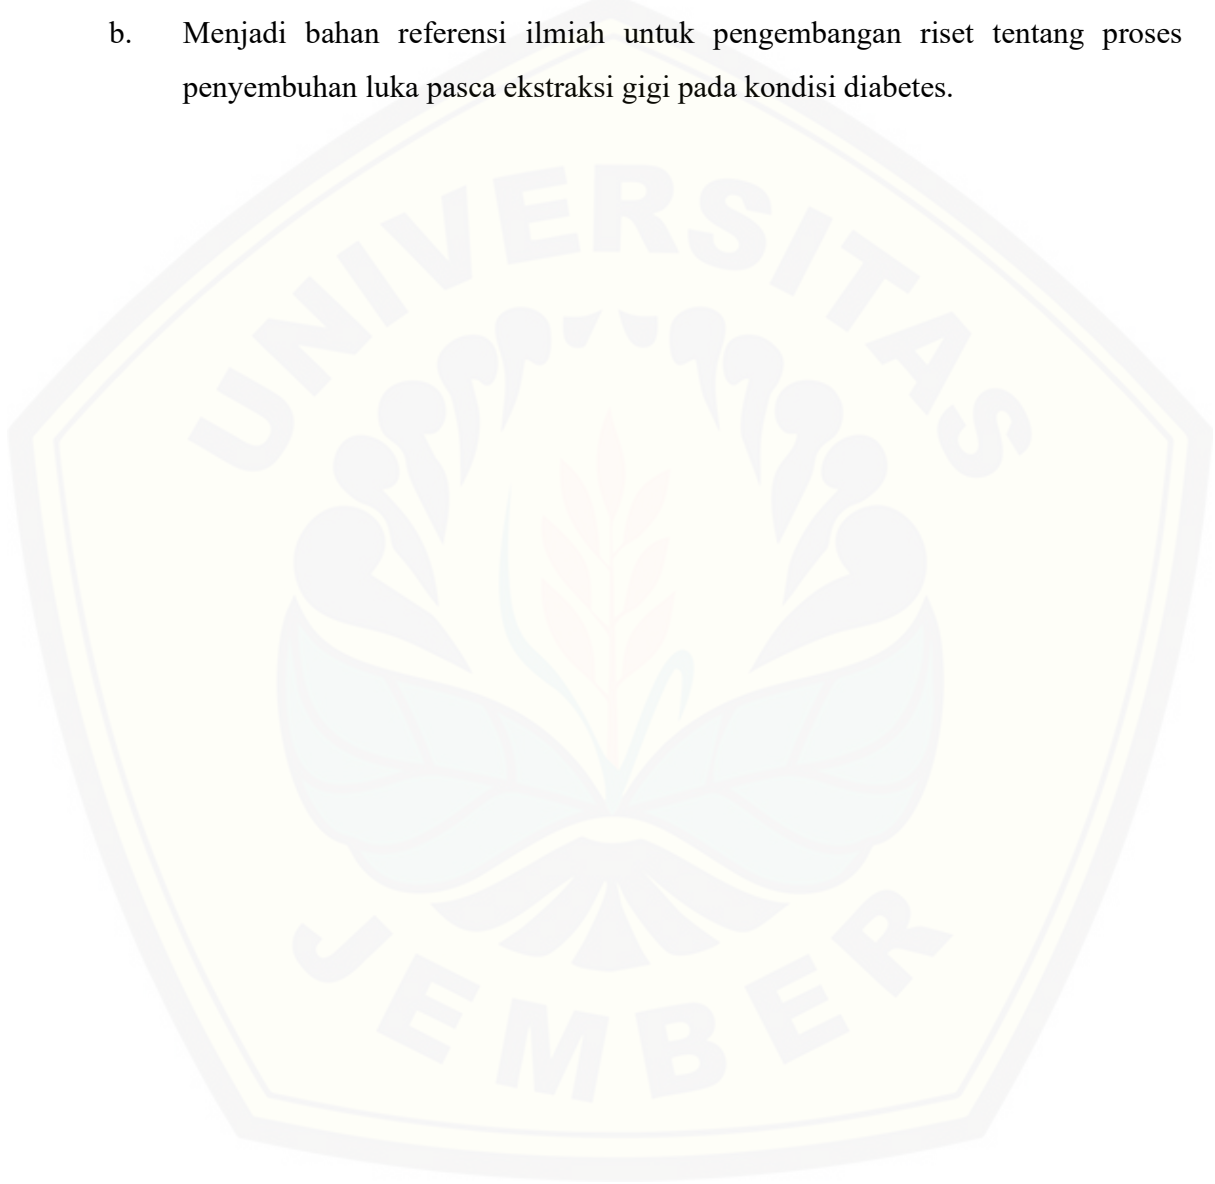 b. Menjadi bahan referensi ilmiah untuk pengembangan riset tentang proses
penyembuhan luka pasca ekstraksi gigi pada kondisi diabetes.
UNIVERSITAS
JEMBER